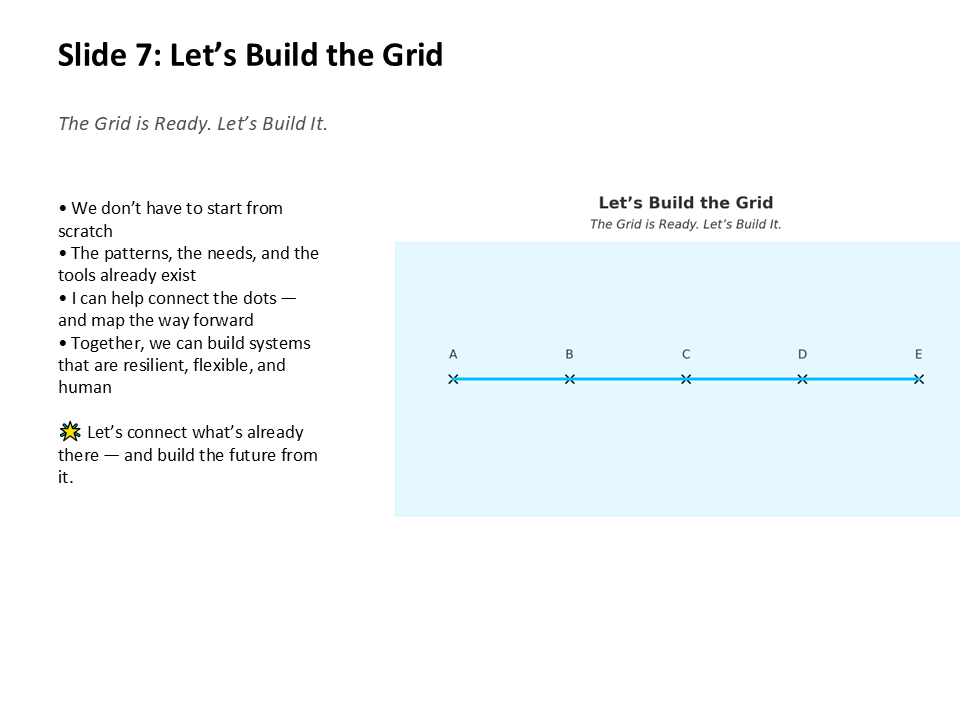 Slide 7: Let’s Build the Grid
The Grid is Ready. Let’s Build It.
• We don’t have to start from
scratch
• The patterns, the needs, and the
tools already exist
• I can help connect the dots —
and map the way forward
• Together, we can build systems
that are resilient, flexible, and
human
🌟 Let’s connect what’s already
there — and build the future from
it.
Let’s Build the Grid
The Grid is Ready. Let’s Build It.
A B C D E